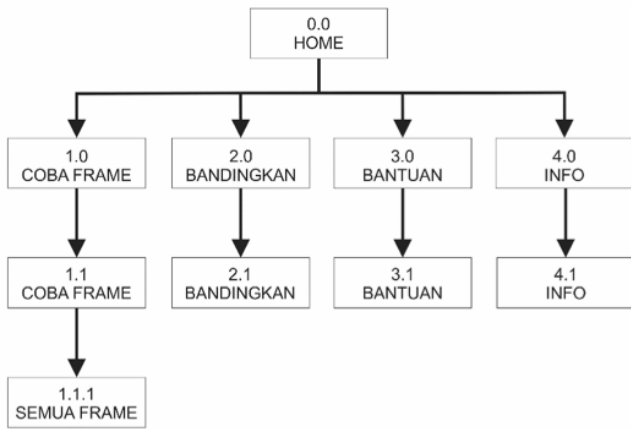 0.0
HOME
1.0
COBA FRAME
2.0
BANDINGKAN
3.0
BANTUAN
4.0
INFO
1.1
COBA FRAME
2.1
BANDINGKAN
3.1
BANTUAN
4.1
INFO
1.1.1
SEMUA FRAME